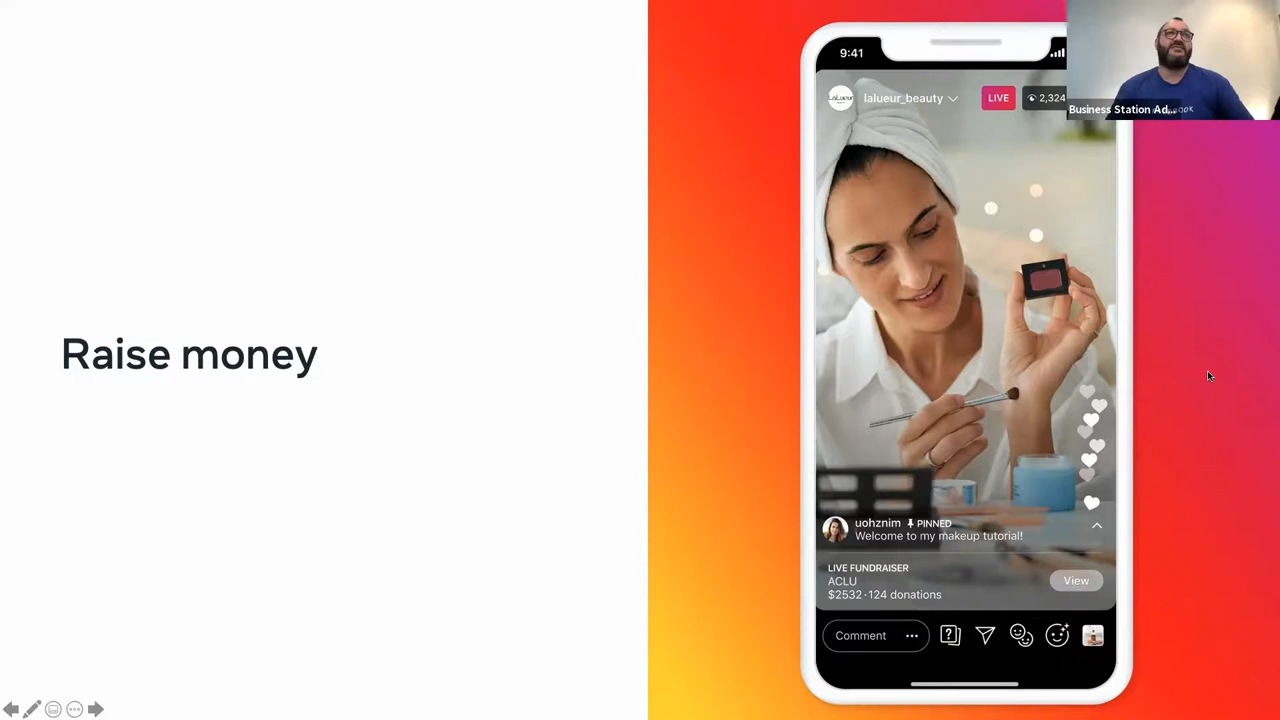 Raise money
9:41
lalueur_beauty
LIVE
2,324
Business Station Ad...
uohznim PINNED
Welcome to my makeup tutorial!
LIVE FUNDRAISER
ACLU
$2532·124 donations
View
Comment